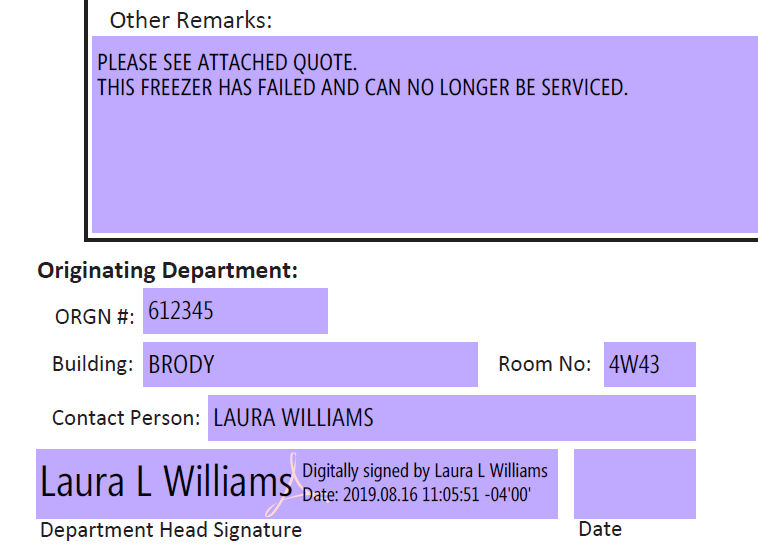 Other Remarks:
PLEASE SEE ATTACHED QUOTE.
THIS FREEZER HAS FAILED AND CAN NO LONGER BE SERVICED.
Originating Department:
ORGN #: 612345
Building: BRODY Room No: 4W43
Contact Person: LAURA WILLIAMS
Laura L Williams Digitally signed by Laura L Williams
Date: 2019.08.16 11:05:51 -04'00'
Department Head Signature Date